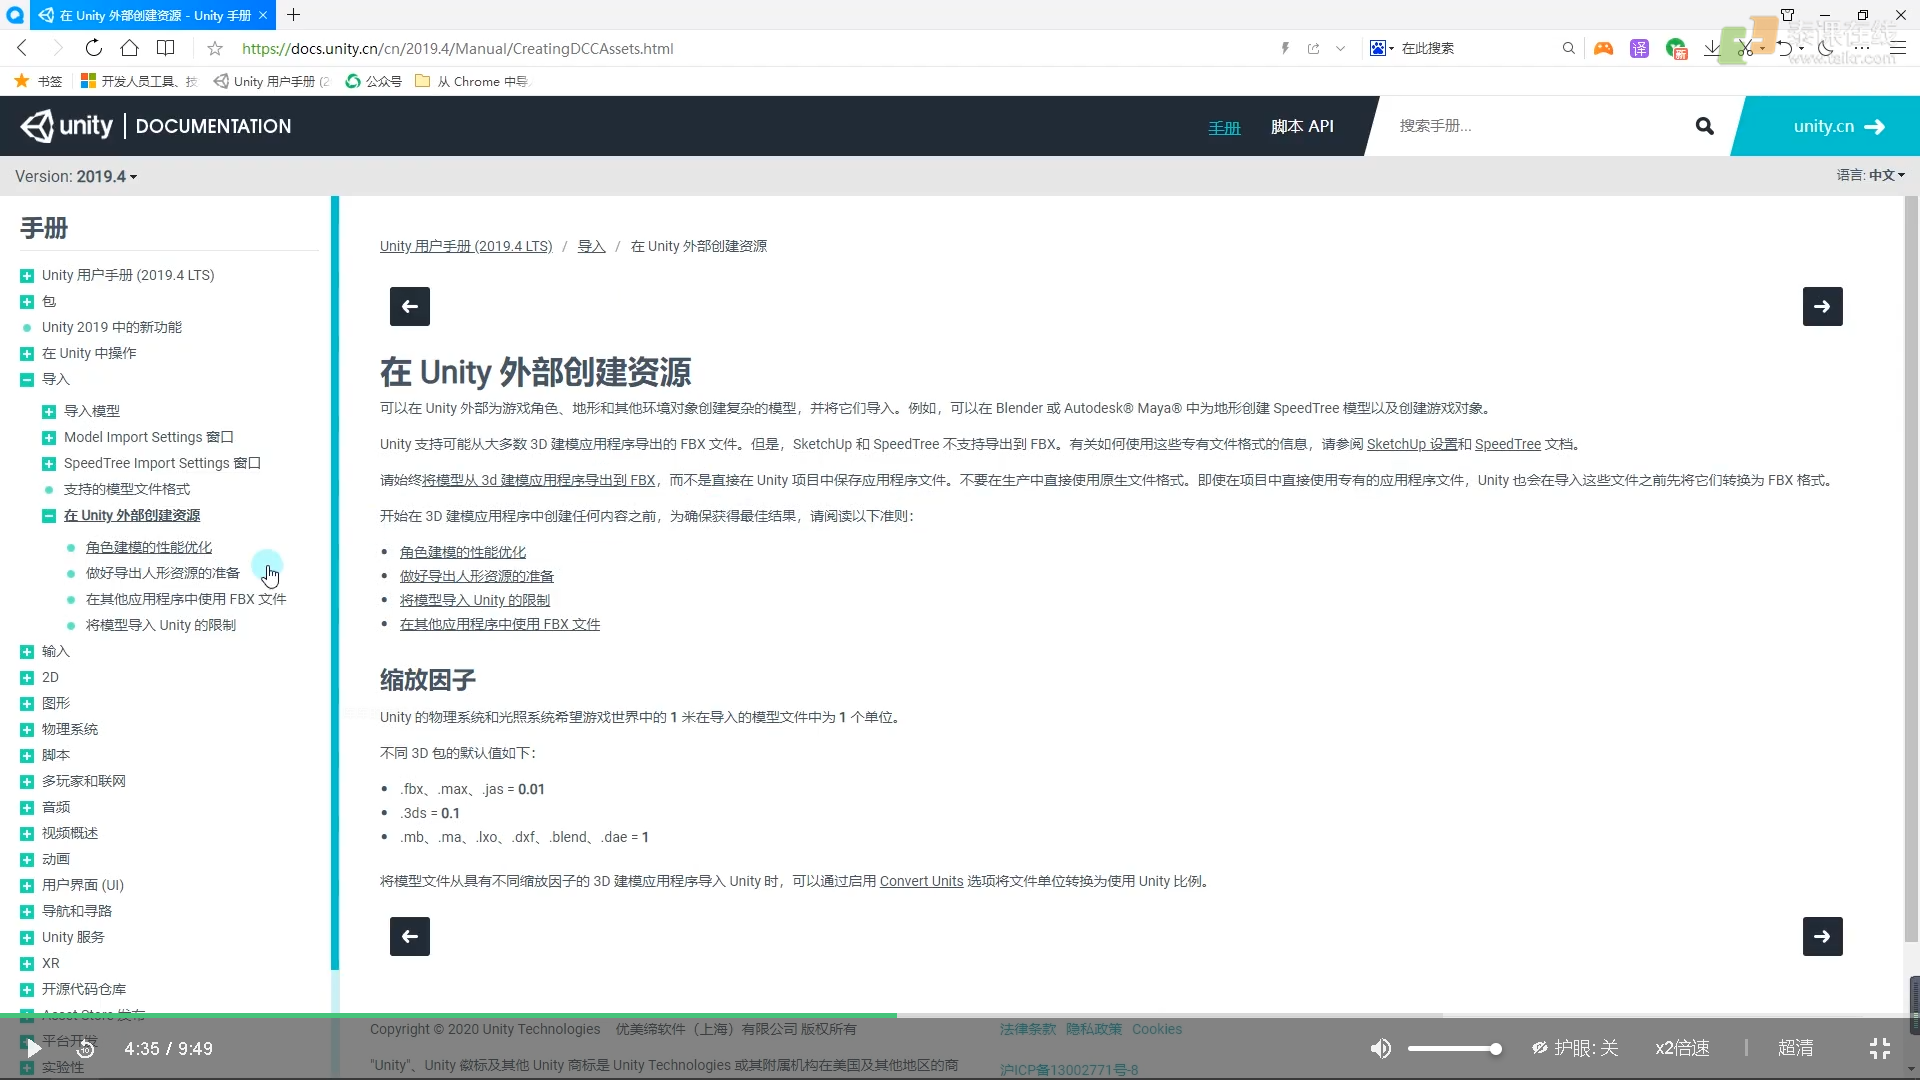 在 Unity 外部创建资源 - Unity 手册
https://docs.unity.cn/cn/2019.4/Manual/CreatingDCCAssets.html
在此搜索
译
新
泰课在线
www.taikr.com
书签
开发人员工具、技
Unity 用户手册 (2
公众号
从 Chrome 中导
unity | DOCUMENTATION
手册
脚本 API
搜索手册...
unity.cn
Version: 2019.4
语言: 中文
手册
Unity 用户手册 (2019.4 LTS)
包
Unity 2019 中的新功能
在 Unity 中操作
导入
导入模型
Model Import Settings 窗口
SpeedTree Import Settings 窗口
支持的模型文件格式
在 Unity 外部创建资源
角色建模的性能优化
做好导出人形资源的准备
在其他应用程序中使用 FBX 文件
将模型导入 Unity 的限制
输入
2D
图形
物理系统
脚本
多玩家和联网
音频
视频概述
动画
用户界面 (UI)
导航和寻路
Unity 服务
XR
开源代码仓库
Asset Store 发布
平台开发
实验性
Unity 用户手册 (2019.4 LTS) / 导入 / 在 Unity 外部创建资源
在 Unity 外部创建资源
可以在 Unity 外部为游戏角色、地形和其他环境对象创建复杂的模型，并将它们导入。例如，可以在 Blender 或 Autodesk® Maya® 中为地形创建 SpeedTree 模型以及创建游戏对象。
Unity 支持可能从大多数 3D 建模应用程序导出的 FBX 文件。但是，SketchUp 和 SpeedTree 不支持导出到 FBX。有关如何使用这些专有文件格式的信息，请参阅 SketchUp 设置和 SpeedTree 文档。
请始终将模型从 3d 建模应用程序导出到 FBX，而不是直接在 Unity 项目中保存应用程序文件。不要在生产中直接使用原生文件格式。即使在项目中直接使用专有的应用程序文件，Unity 也会在导入这些文件之前先将它们转换为 FBX 格式。
开始在 3D 建模应用程序中创建任何内容之前，为确保获得最佳结果，请阅读以下准则：
角色建模的性能优化
做好导出人形资源的准备
将模型导入 Unity 的限制
在其他应用程序中使用 FBX 文件
缩放因子
Unity 的物理系统和光照系统希望游戏世界中的 1 米在导入的模型文件中为 1 个单位。
不同 3D 包的默认值如下：
.fbx、.max、.jas = 0.01
.3ds = 0.1
.mb、.ma、.lxo、.dxf、.blend、.dae = 1
将模型文件从具有不同缩放因子的 3D 建模应用程序导入 Unity 时，可以通过启用 Convert Units 选项将文件单位转换为使用 Unity 比例。
Copyright © 2020 Unity Technologies 优美缔软件（上海）有限公司 版权所有
法律条款 隐私政策 Cookies
"Unity"、Unity 徽标及其他 Unity 商标是 Unity Technologies 或其附属机构在美国及其他地区的商
沪ICP备13002771号-8
10
4:35 / 9:49
护眼: 关
x2倍速
超清